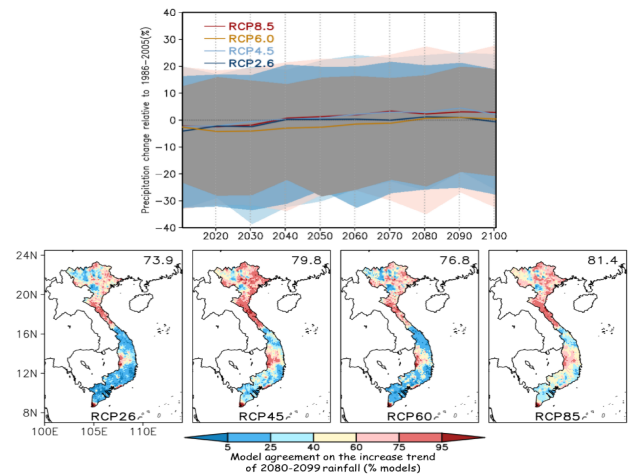 40
30
20
10
0
−10
−20
−30
−40
Precipitation change relative to 1986−2005(%)
RCP8.5
RCP6.0
RCP4.5
RCP2.6
2020 2030 2040 2050 2060 2070 2080 2090 2100
24N
20N
16N
12N
8N
73.9 79.8 76.8 81.4
RCP26 RCP45 RCP60 RCP85
100E 105E 110E
5 25 40 60 75 95
Model agreement on the increase trend
of 2080-2099 rainfall (% models)